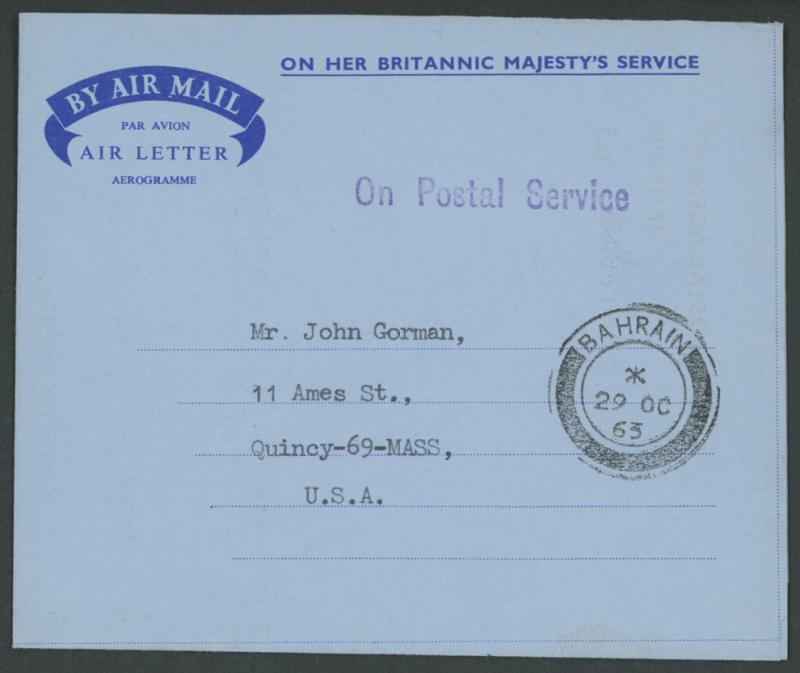 ON HER BRITANNIC MAJESTY'S SERVICE
BY AIR MAIL
PAR AVION
AIR LETTER
AEROGRAMME
On Postal Service
Mr. John Gorman,
11 Ames St.,
Quincy-69-MASS,
U.S.A.
BAHRAIN
*
29 OC
63